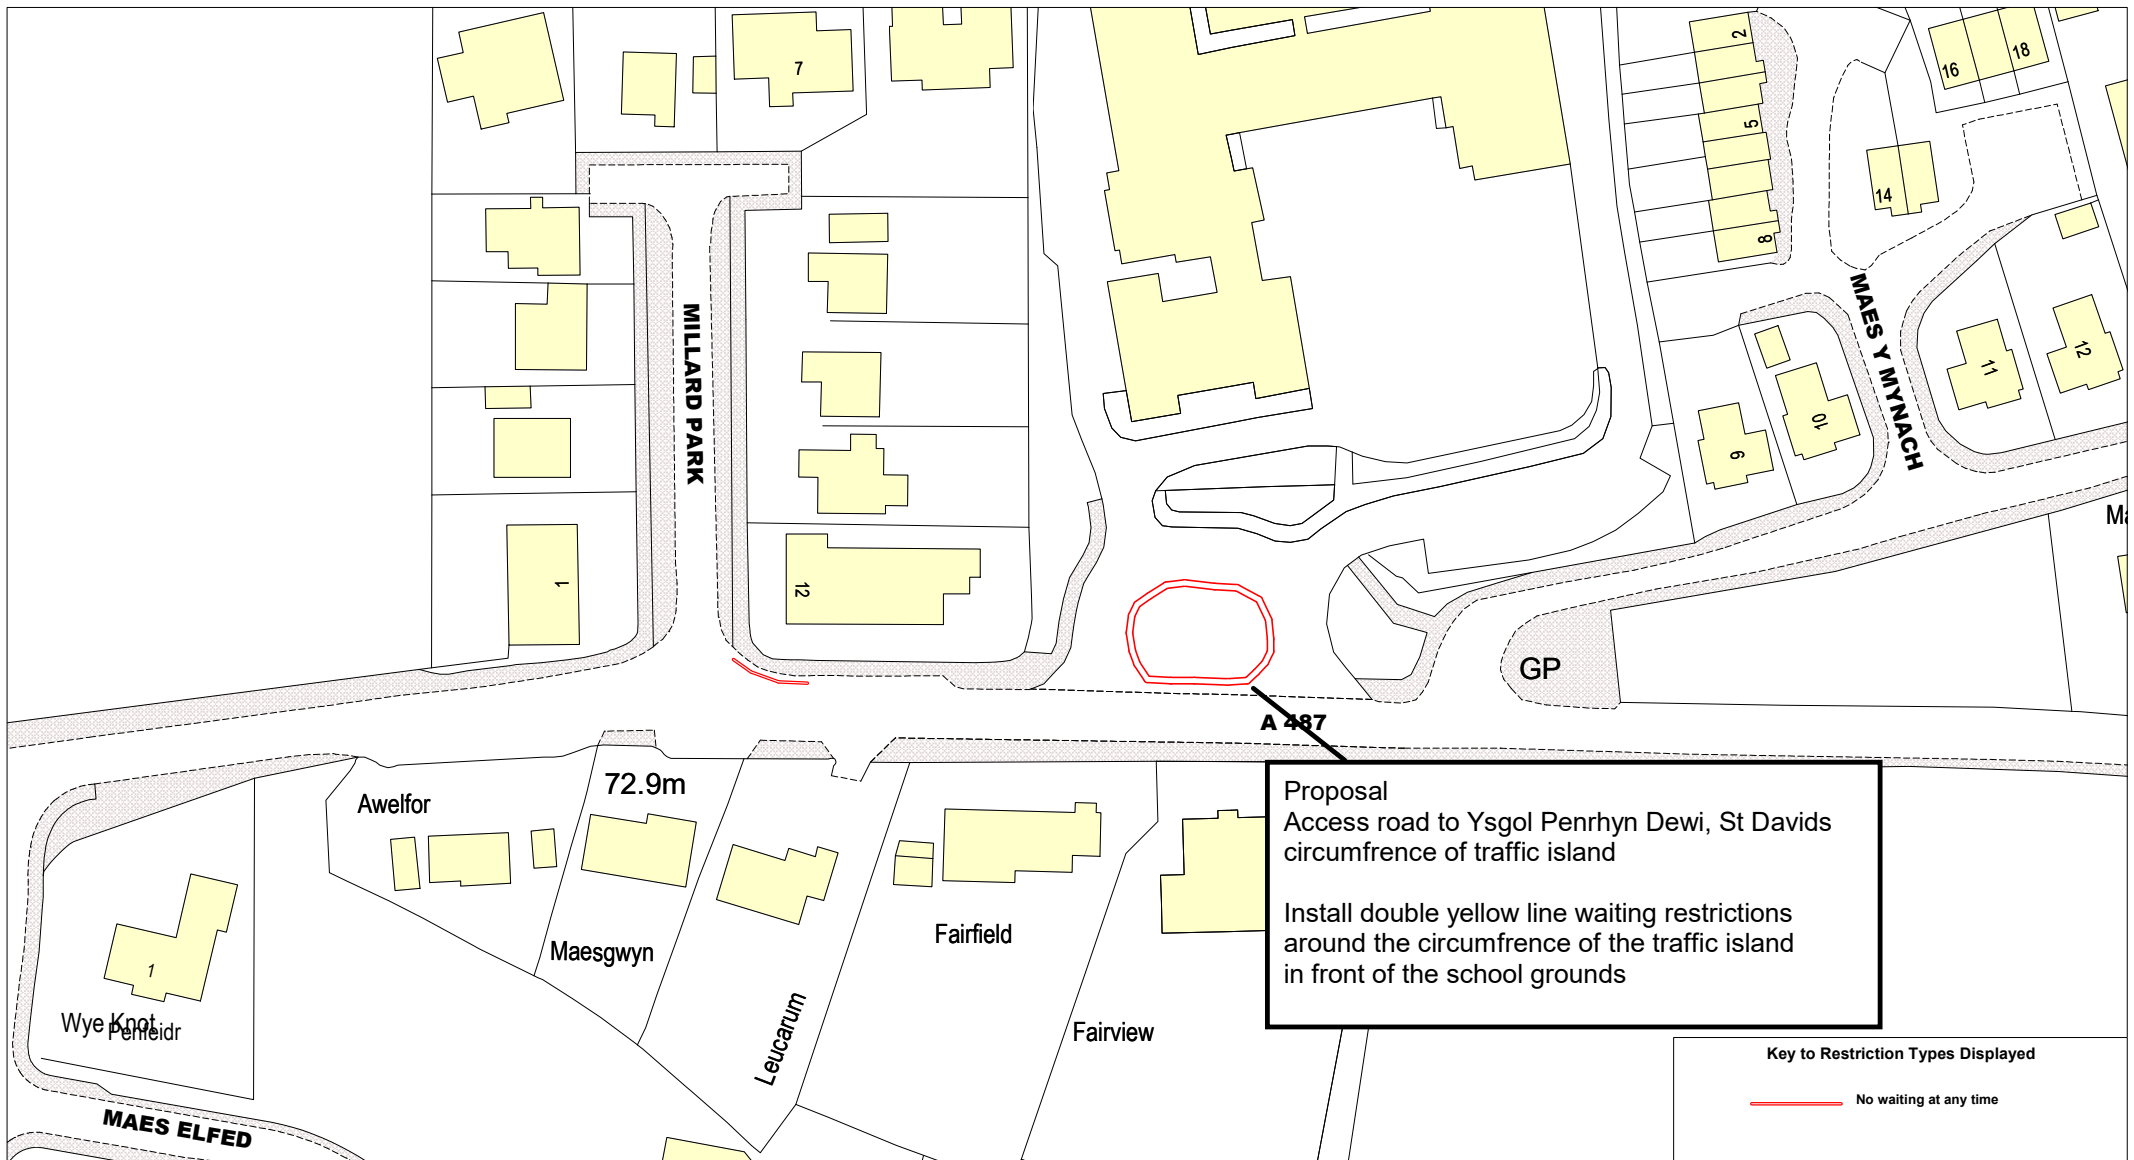 7
2
16
18
5
14
8
MILLARD PARK
MAES Y MYNACH
11
12
10
9
1
12
GP
A 487
72.9m
Awelfor
Maesgwyn
Leucarum
Fairfield
Fairview
1
Wye Knot
Penfeidr
MAES ELFED
Proposal
Access road to Ysgol Penrhyn Dewi, St Davids
circumfrence of traffic island
Install double yellow line waiting restrictions
around the circumfrence of the traffic island
in front of the school grounds
Key to Restriction Types Displayed
No waiting at any time